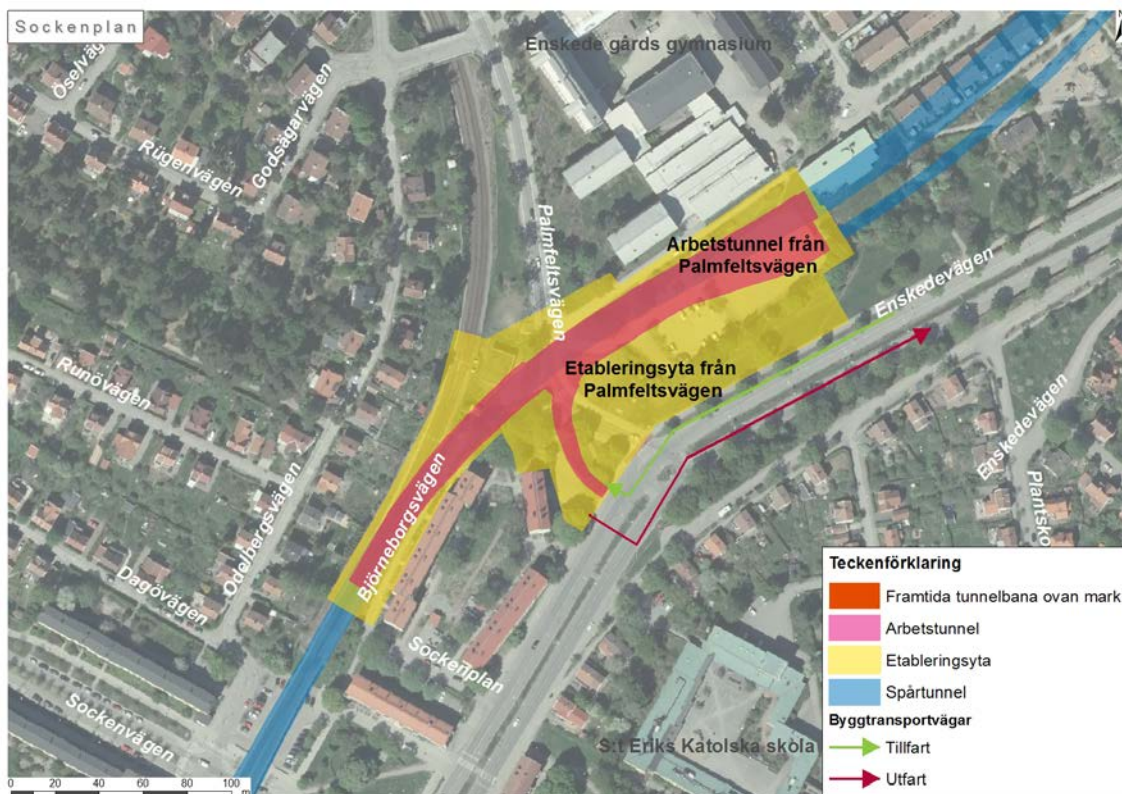 Sockenplan
N
Enskede gårds gymnasium
Öselväg
Rügenvägen
Godsägarvägen
Palmfeltsvägen
Arbetstunnel från
Palmfeltsvägen
Enskedevägen
Etableringsyta från
Palmfeltsvägen
Runövägen
Odelbergsvägen
Björneborgsvägen
Enskedevägen
Plantsko
Dagövägen
Sockenplan
Sockenvägen
S:t Eriks Katolska skola
Teckenförklaring
Framtida tunnelbana ovan mark
Arbetstunnel
Etableringsyta
Spårtunnel
Byggtransportvägar
Tillfart
Utfart
0 20 40 60 80 100
m